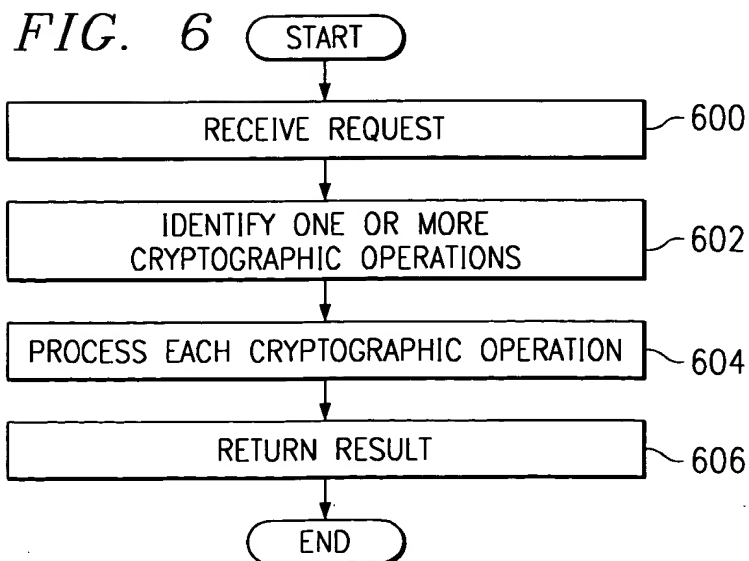 FIG. 6
START
RECEIVE REQUEST
600
IDENTIFY ONE OR MORE
CRYPTOGRAPHIC OPERATIONS
602
PROCESS EACH CRYPTOGRAPHIC OPERATION
604
RETURN RESULT
606
END